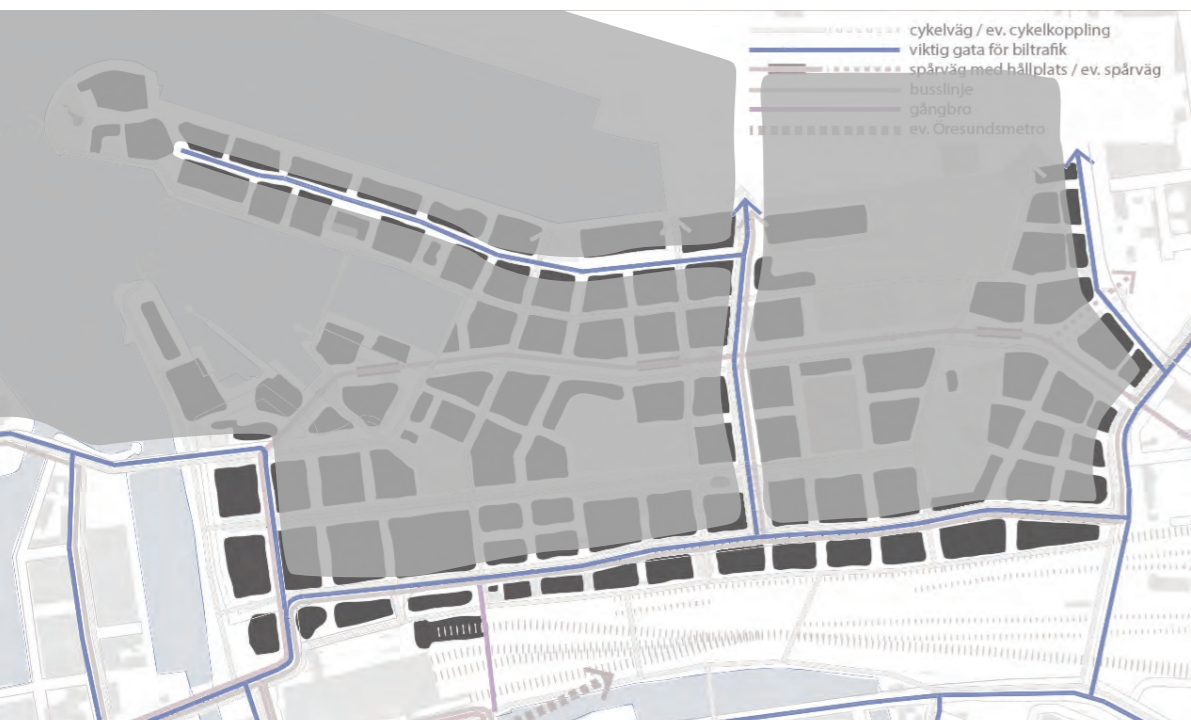 cykelväg / ev. cykelkoppling
viktig gata för biltrafik
spårväg med hållplats / ev. spårväg
busslinje
gångbro
ev. Öresundsmetro